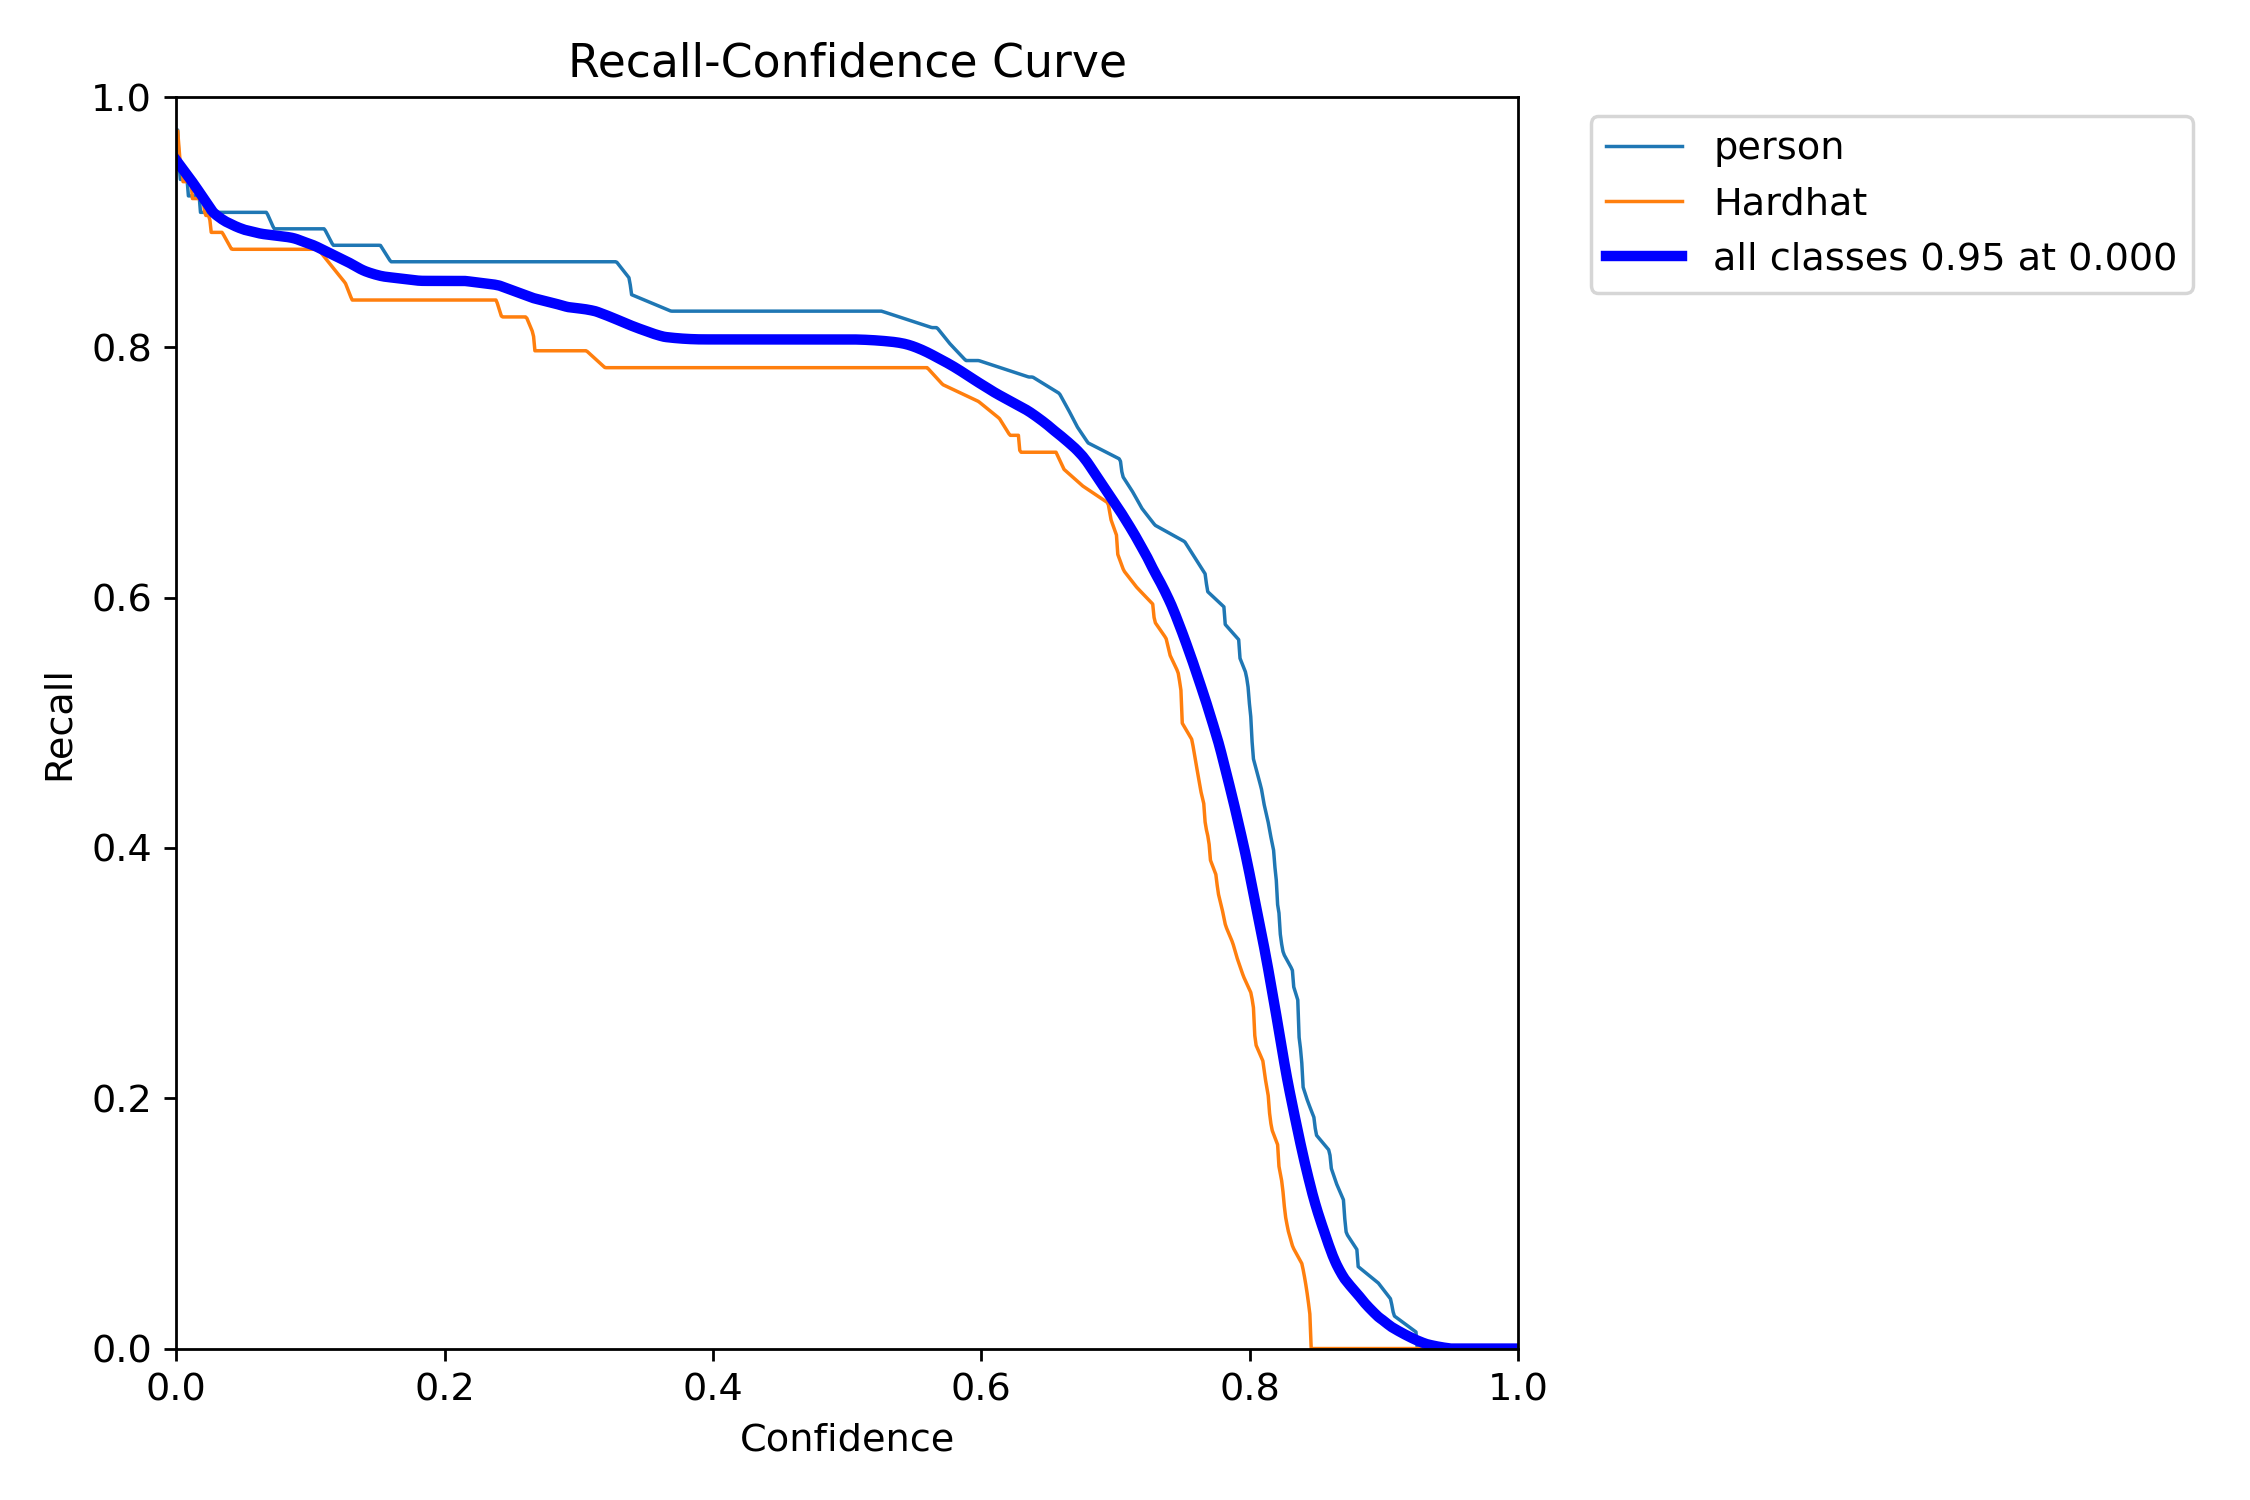 Recall-Confidence Curve
1.0
0.8
0.6
0.4
0.2
0.0
Recall
0.0 0.2 0.4 0.6 0.8 1.0
Confidence
person
Hardhat
all classes 0.95 at 0.000